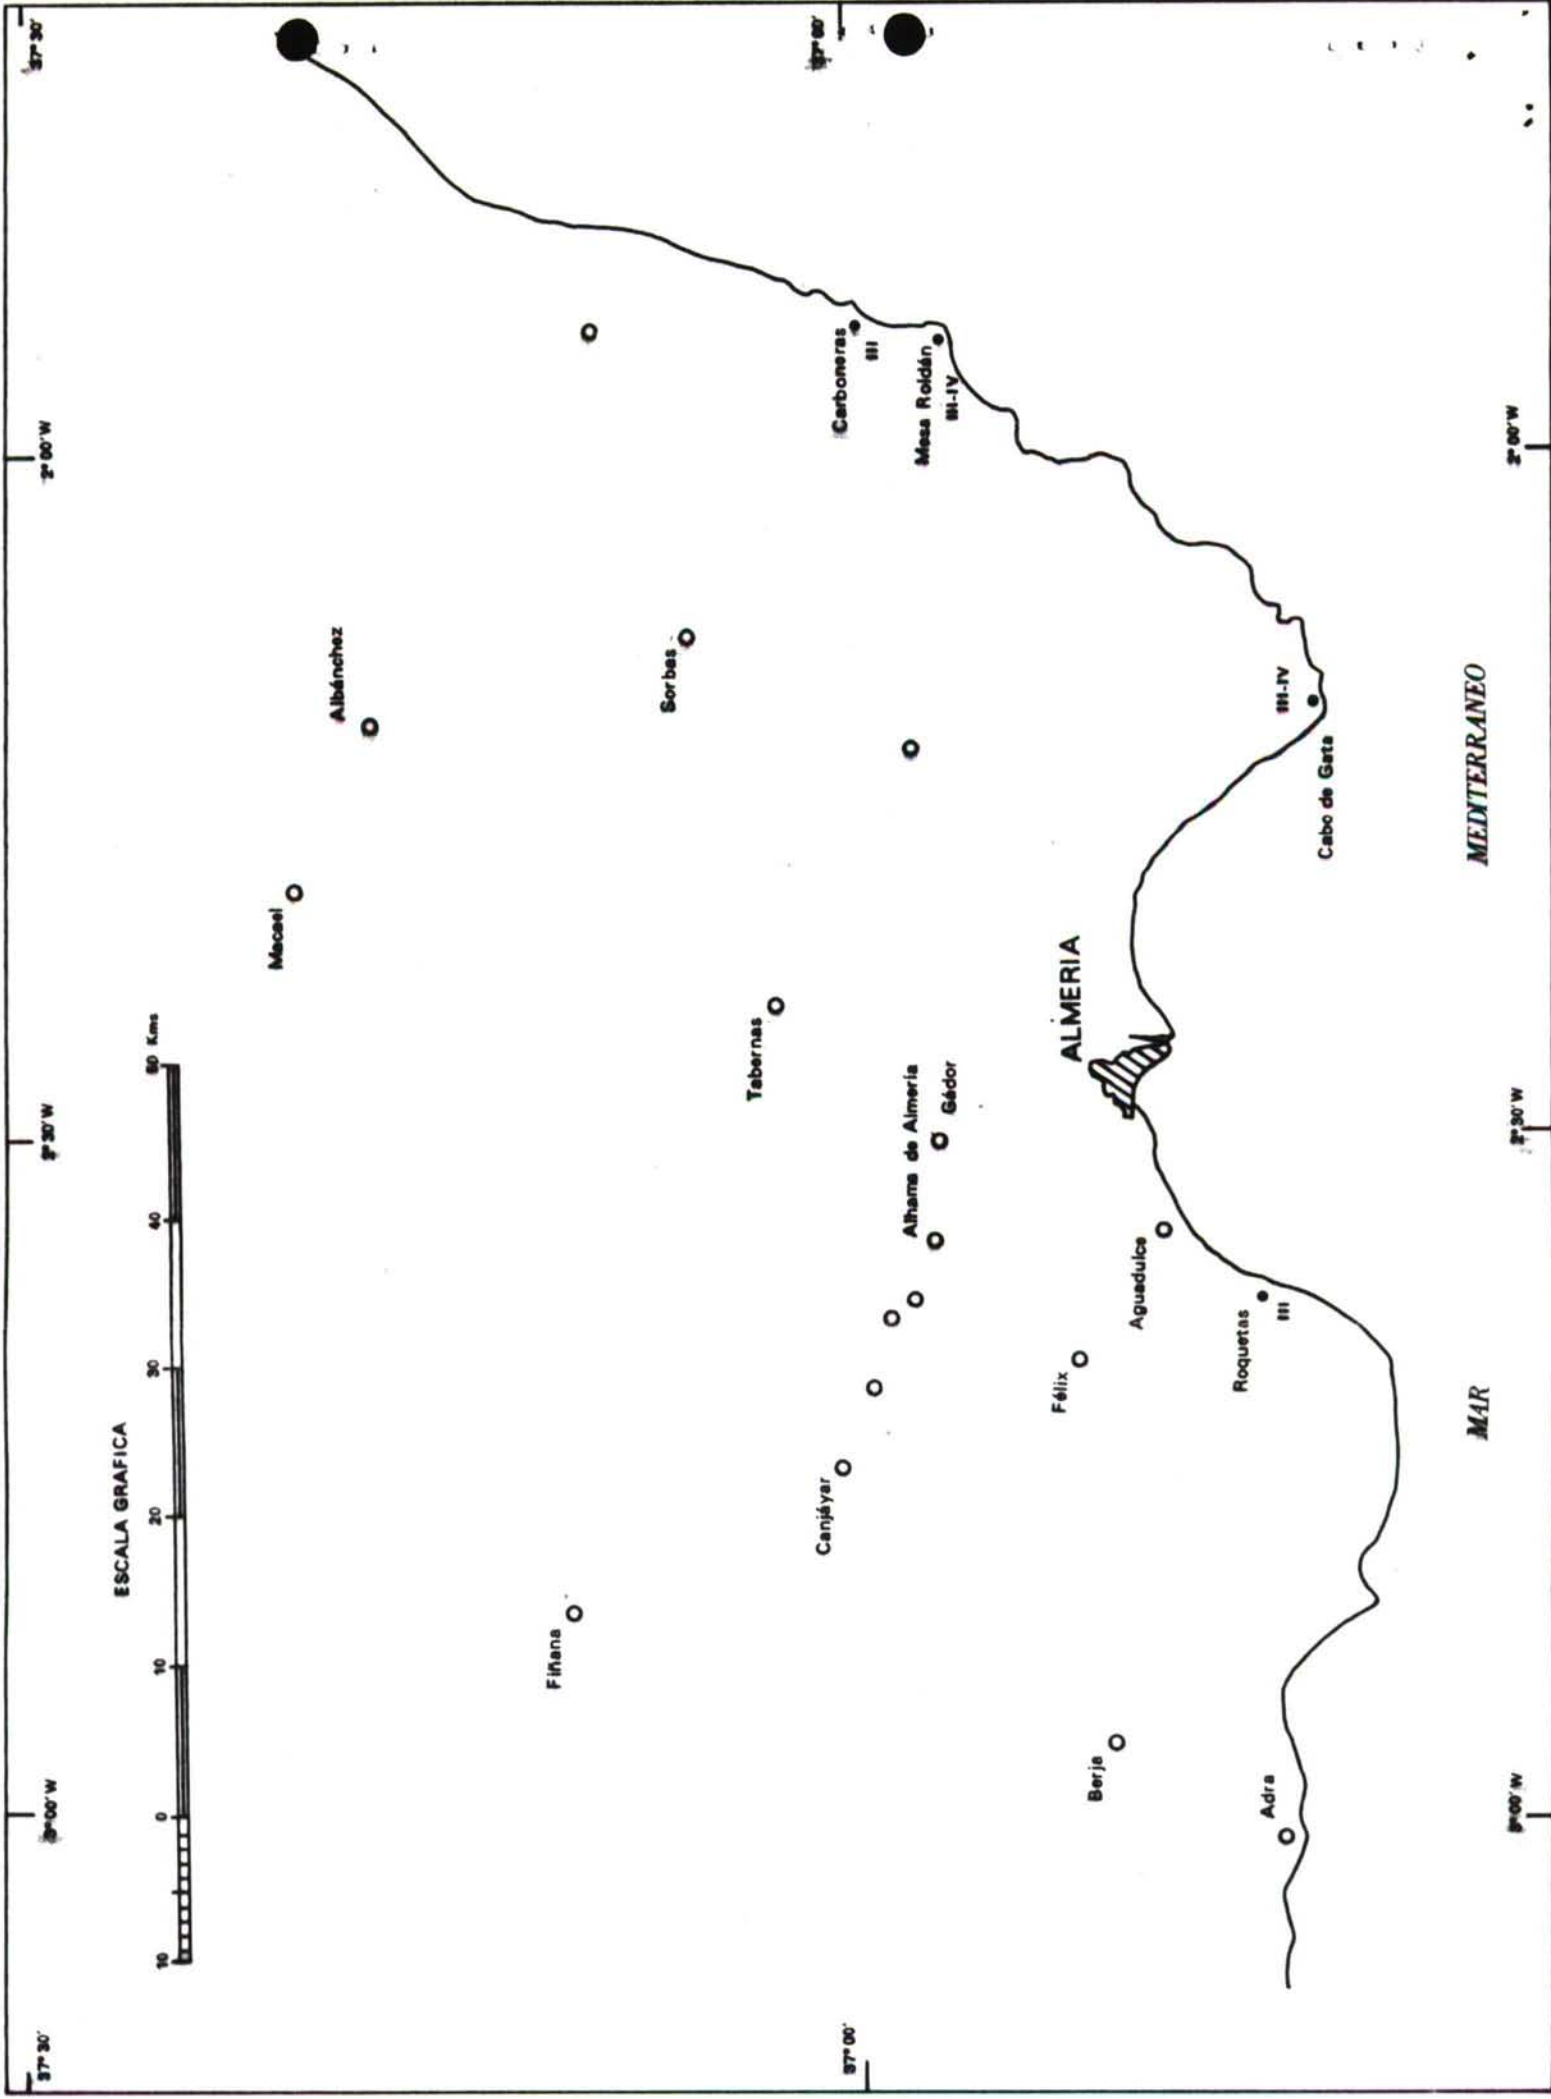 37° 30'
3° 00' W
2° 30' W
2° 00' W
37° 30'
ESCALA GRAFICA
10 0 10 20 30 40 50 Kms
Macael
Albánchez
Fiñana
Sorbas
Tabernas
37° 00'
Canjáyar
Carboneras
37° 00'
III
Alhama de Almería
Gádor
Mesa Roldán
III-IV
Félix
ALMERIA
Berja
Aguadulce
Roquetas
III
Adra
III-IV
Cabo de Gata
MAR MEDITERRANEO
3° 00' W
2° 30' W
2° 00' W